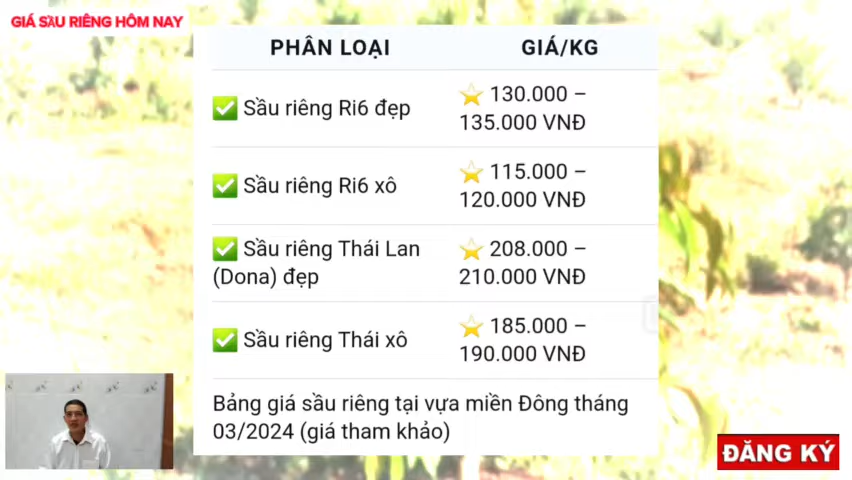 GIÁ SẦU RIÊNG HÔM NAY
PHÂN LOẠI GIÁ/KG
✅ Sầu riêng Ri6 đẹp ⭐ 130.000 –
135.000 VNĐ
✅ Sầu riêng Ri6 xô ⭐ 115.000 –
120.000 VNĐ
✅ Sầu riêng Thái Lan ⭐ 208.000 –
(Dona) đẹp 210.000 VNĐ
✅ Sầu riêng Thái xô ⭐ 185.000 –
190.000 VNĐ
Bảng giá sầu riêng tại vựa miền Đông tháng
03/2024 (giá tham khảo)
ĐĂNG KÝ